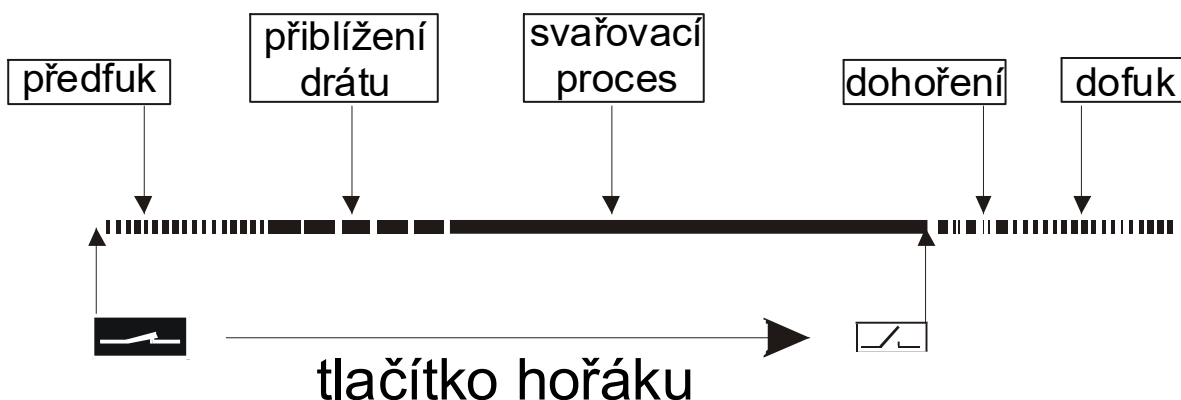 předfuk
přiblížení
drátu
svařovací
proces
dohoření
dofuk
tlačítko hořáku